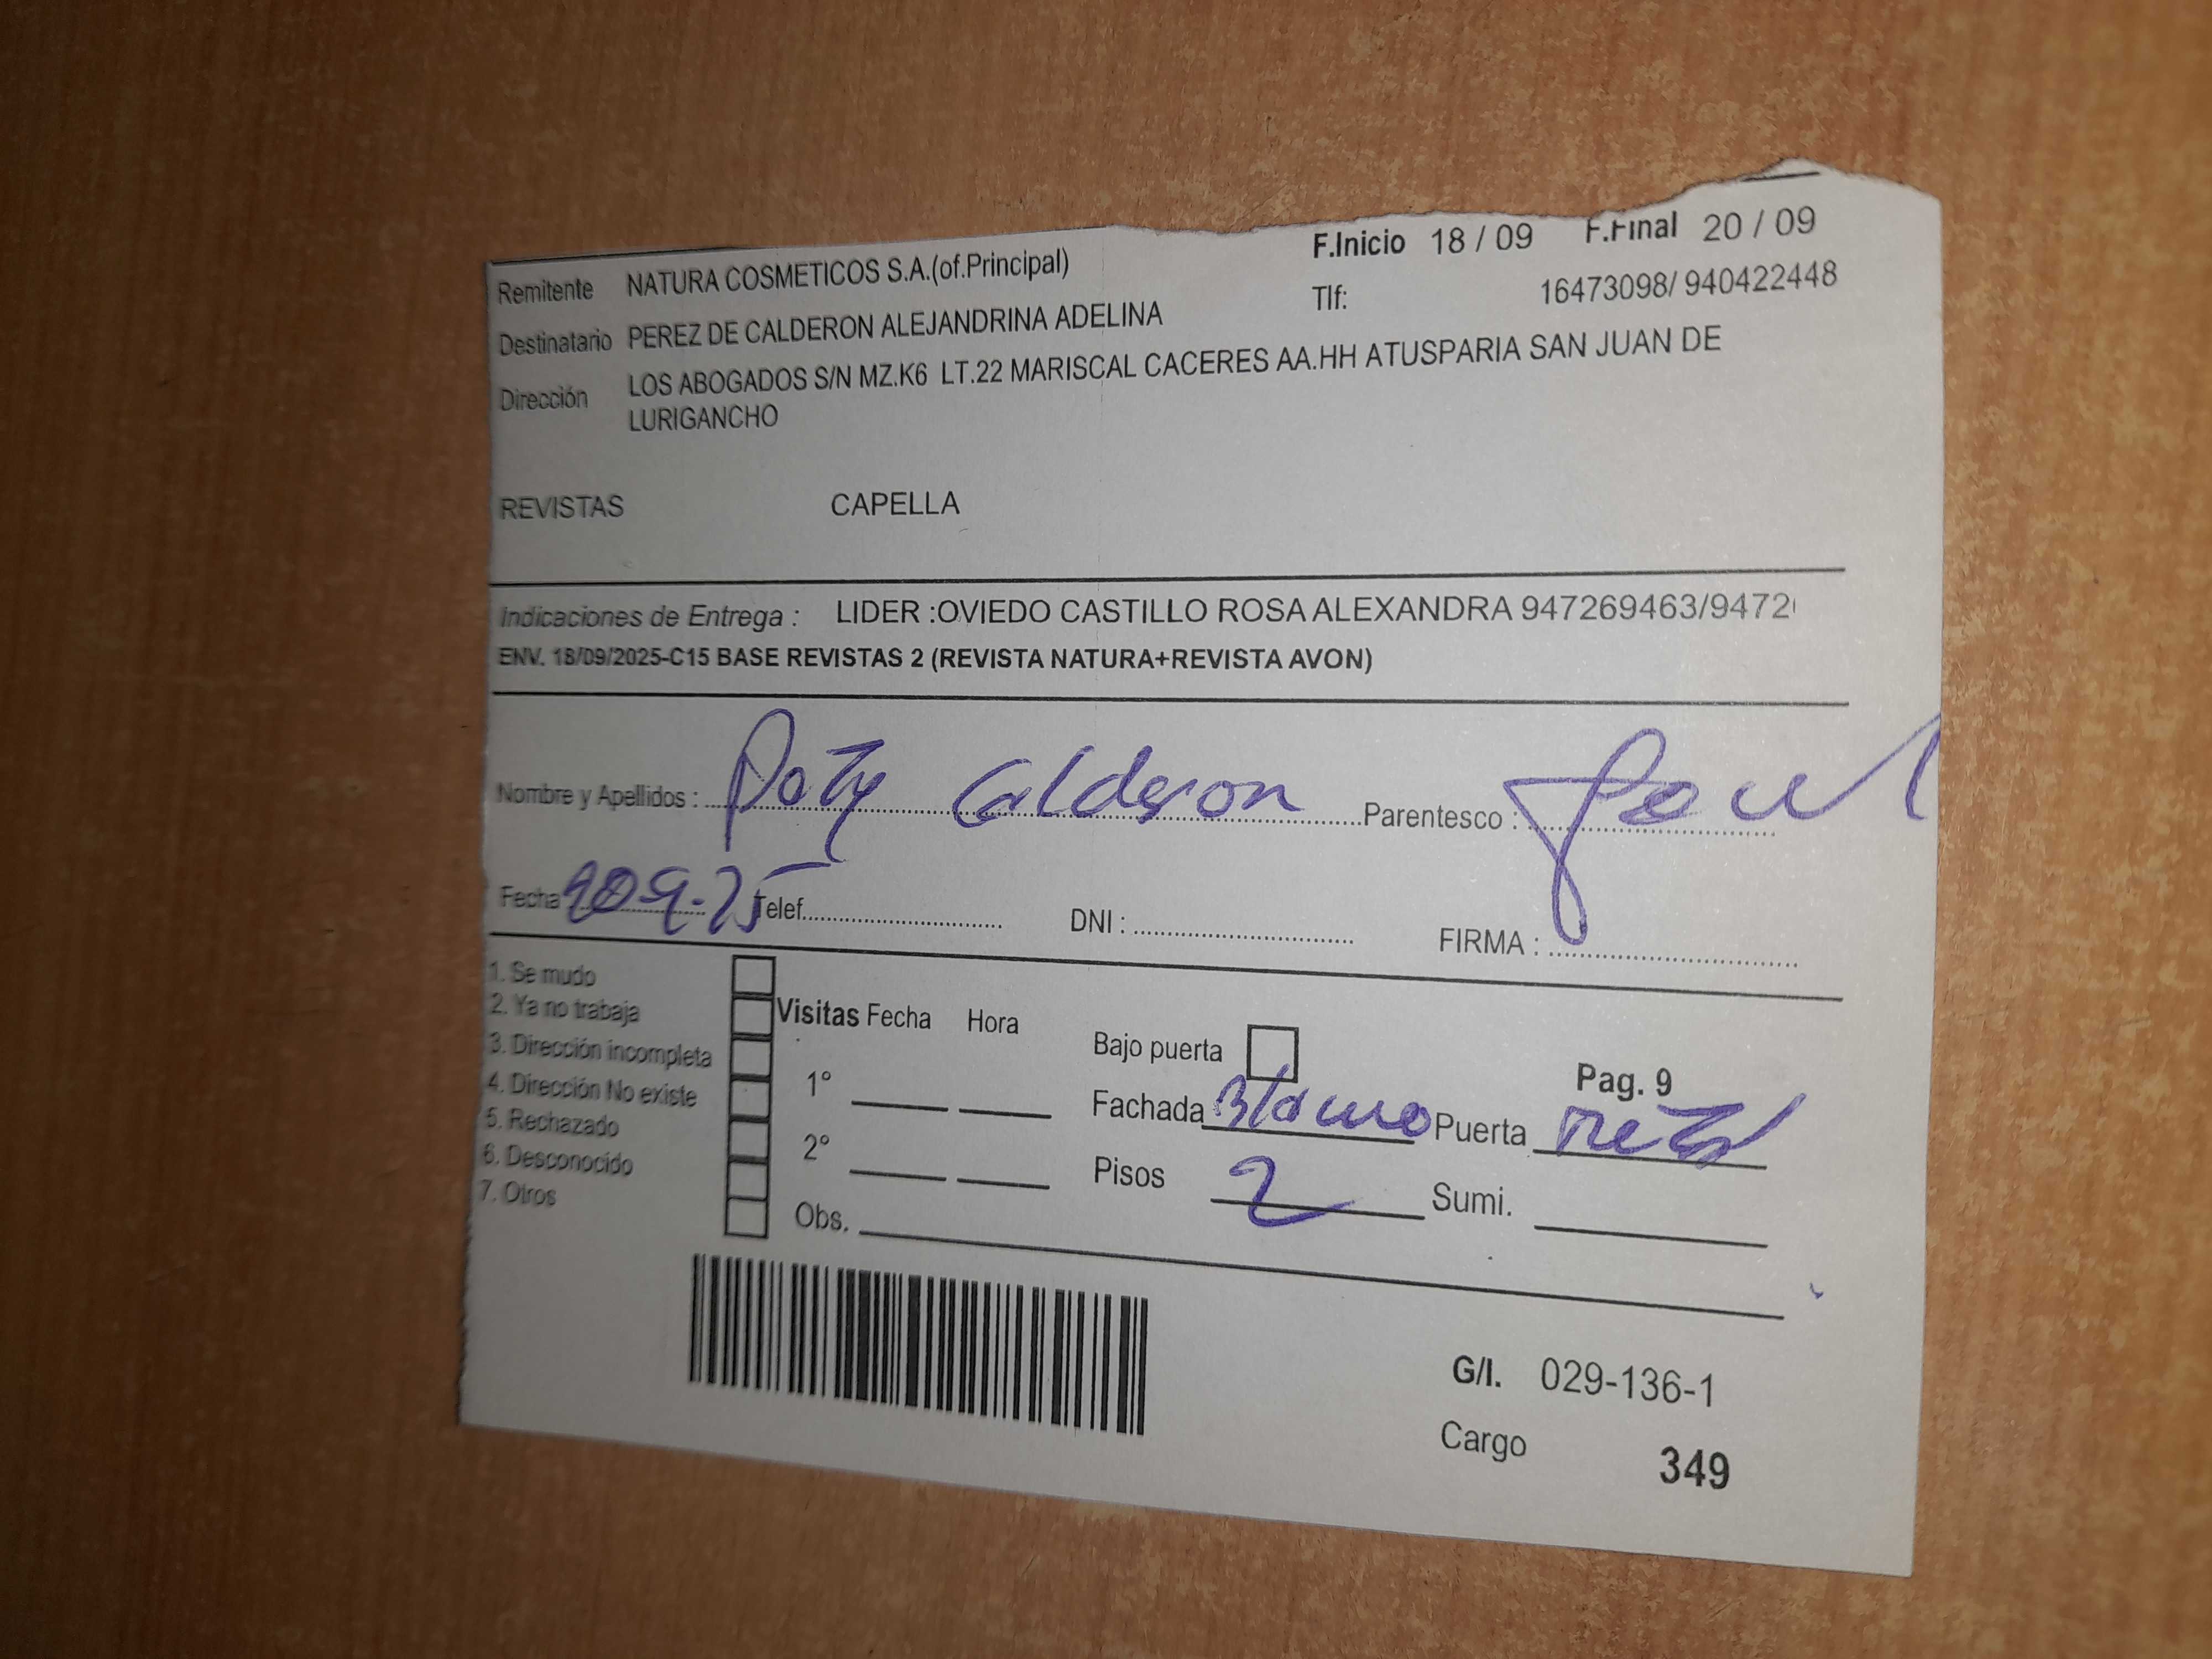 F.Inicio 18 / 09 F.Final 20 / 09
Remitente NATURA COSMETICOS S.A.(of.Principal)
Tlf: 16473098/ 940422448
Destinatario PEREZ DE CALDERON ALEJANDRINA ADELINA
Dirección LOS ABOGADOS S/N MZ.K6 LT.22 MARISCAL CACERES AA.HH ATUSPARIA SAN JUAN DE
LURIGANCHO
REVISTAS CAPELLA
Indicaciones de Entrega : LIDER :OVIEDO CASTILLO ROSA ALEXANDRA 947269463/9472
ENV. 18/09/2025-C15 BASE REVISTAS 2 (REVISTA NATURA+REVISTA AVON)
Nombre y Apellidos : Paty Calderon Parentesco :
Fecha Telef. DNI : FIRMA :
1. Se mudo
2. Ya no trabaja
3. Dirección incompleta
4. Dirección No existe
5. Rechazado
6. Desconocido
7. Otros
Visitas Fecha Hora
1°
2°
Obs.
Bajo puerta
Pag. 9
Fachada Blanco Puerta metal
Pisos 2 Sumi.
G/I. 029-136-1
Cargo 349